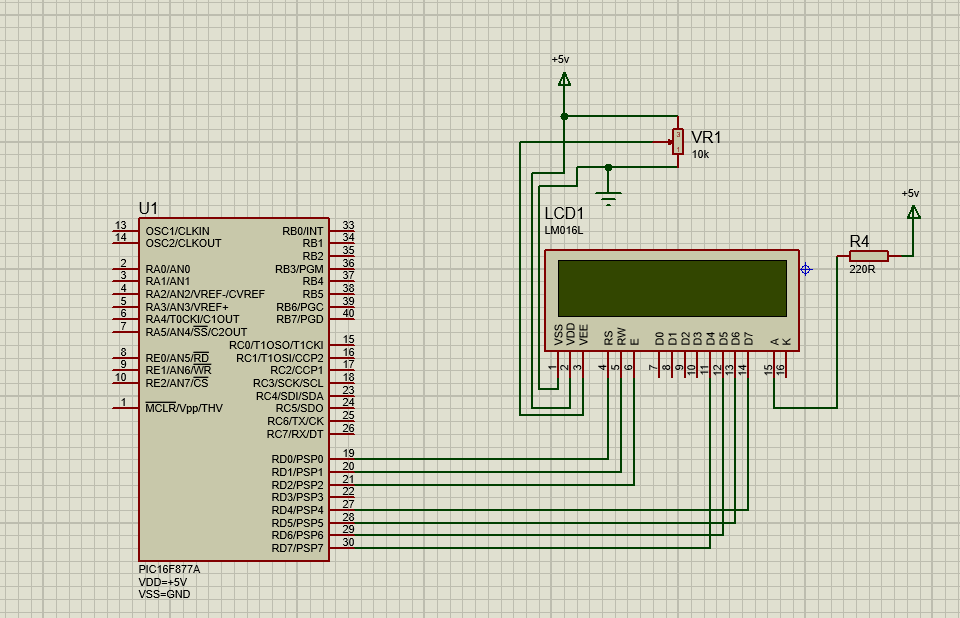 +5v
VR1
10k
3
1
+5v
R4
220R
LCD1
LM016L
VSS
VDD
VEE
RS
RW
E
D0
D1
D2
D3
D4
D5
D6
D7
A
K
1
2
3
4
5
6
7
8
9
10
11
12
13
14
15
16
U1
13 OSC1/CLKIN RB0/INT 33
14 OSC2/CLKOUT RB1 34
RB2 35
2 RA0/AN0 RB3/PGM 36
3 RA1/AN1 RB4 37
4 RA2/AN2/VREF-/CVREF RB5 38
5 RA3/AN3/VREF+ RB6/PGC 39
6 RA4/T0CKI/C1OUT RB7/PGD 40
7 RA5/AN4/SS/C2OUT
RC0/T1OSO/T1CKI 15
8 RE0/AN5/RD RC1/T1OSI/CCP2 16
9 RE1/AN6/WR RC2/CCP1 17
10 RE2/AN7/CS RC3/SCK/SCL 18
RC4/SDI/SDA 23
1 MCLR/Vpp/THV RC5/SDO 24
RC6/TX/CK 25
RC7/RX/DT 26
RD0/PSP0 19
RD1/PSP1 20
RD2/PSP2 21
RD3/PSP3 22
RD4/PSP4 27
RD5/PSP5 28
RD6/PSP6 29
RD7/PSP7 30
PIC16F877A
VDD=+5V
VSS=GND